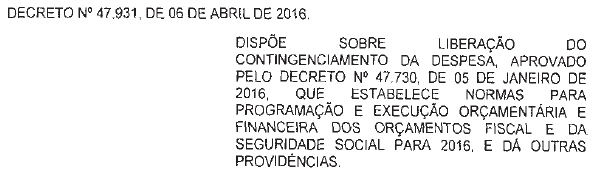 DECRETO Nº 47.931, DE 06 DE ABRIL DE 2016.
DISPÕE SOBRE LIBERAÇÃO DO
CONTINGENCIAMENTO DA DESPESA, APROVADO
PELO DECRETO Nº 47.730, DE 05 DE JANEIRO DE
2016, QUE ESTABELECE NORMAS PARA
PROGRAMAÇÃO E EXECUÇÃO ORÇAMENTÁRIA E
FINANCEIRA DOS ORÇAMENTOS FISCAL E DA
SEGURIDADE SOCIAL PARA 2016, E DÁ OUTRAS
PROVIDÊNCIAS.